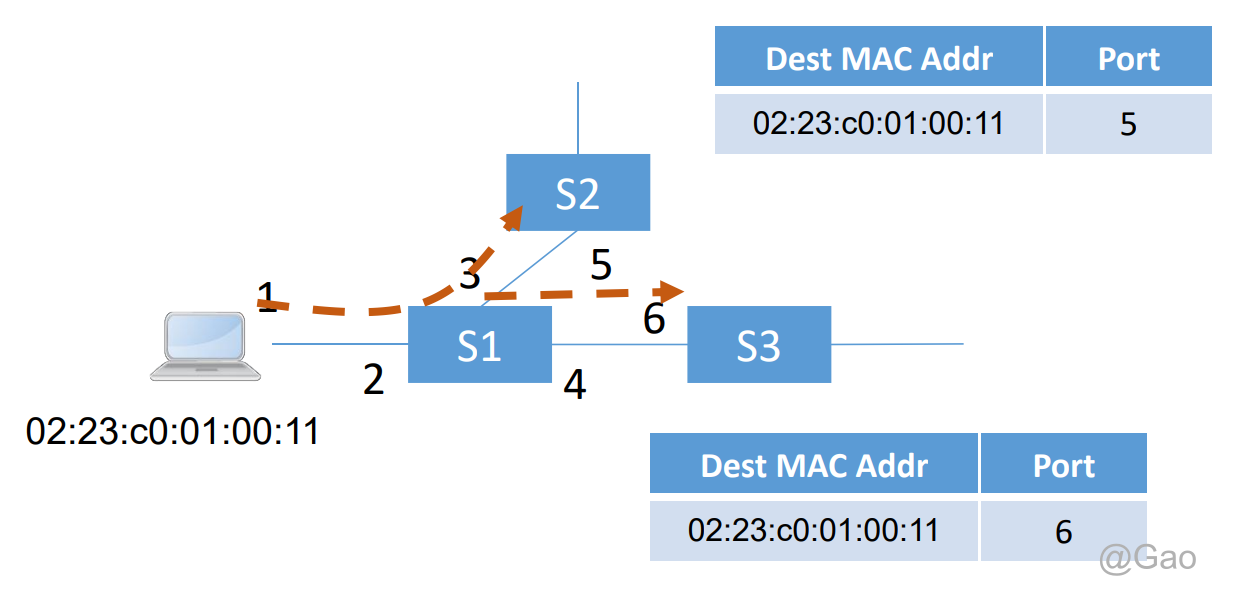 Dest MAC Addr Port
02:23:c0:01:00:11 5
S2
3
5
1
6
S1
S3
2
4
02:23:c0:01:00:11
Dest MAC Addr Port
02:23:c0:01:00:11 6
@Gao